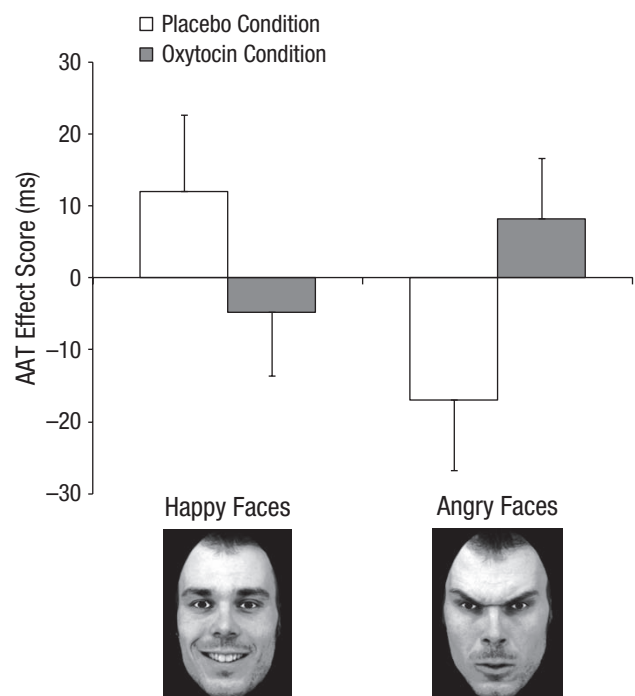 Placebo Condition
Oxytocin Condition
AAT Effect Score (ms)
30
20
10
0
–10
–20
–30
Happy Faces
Angry Faces